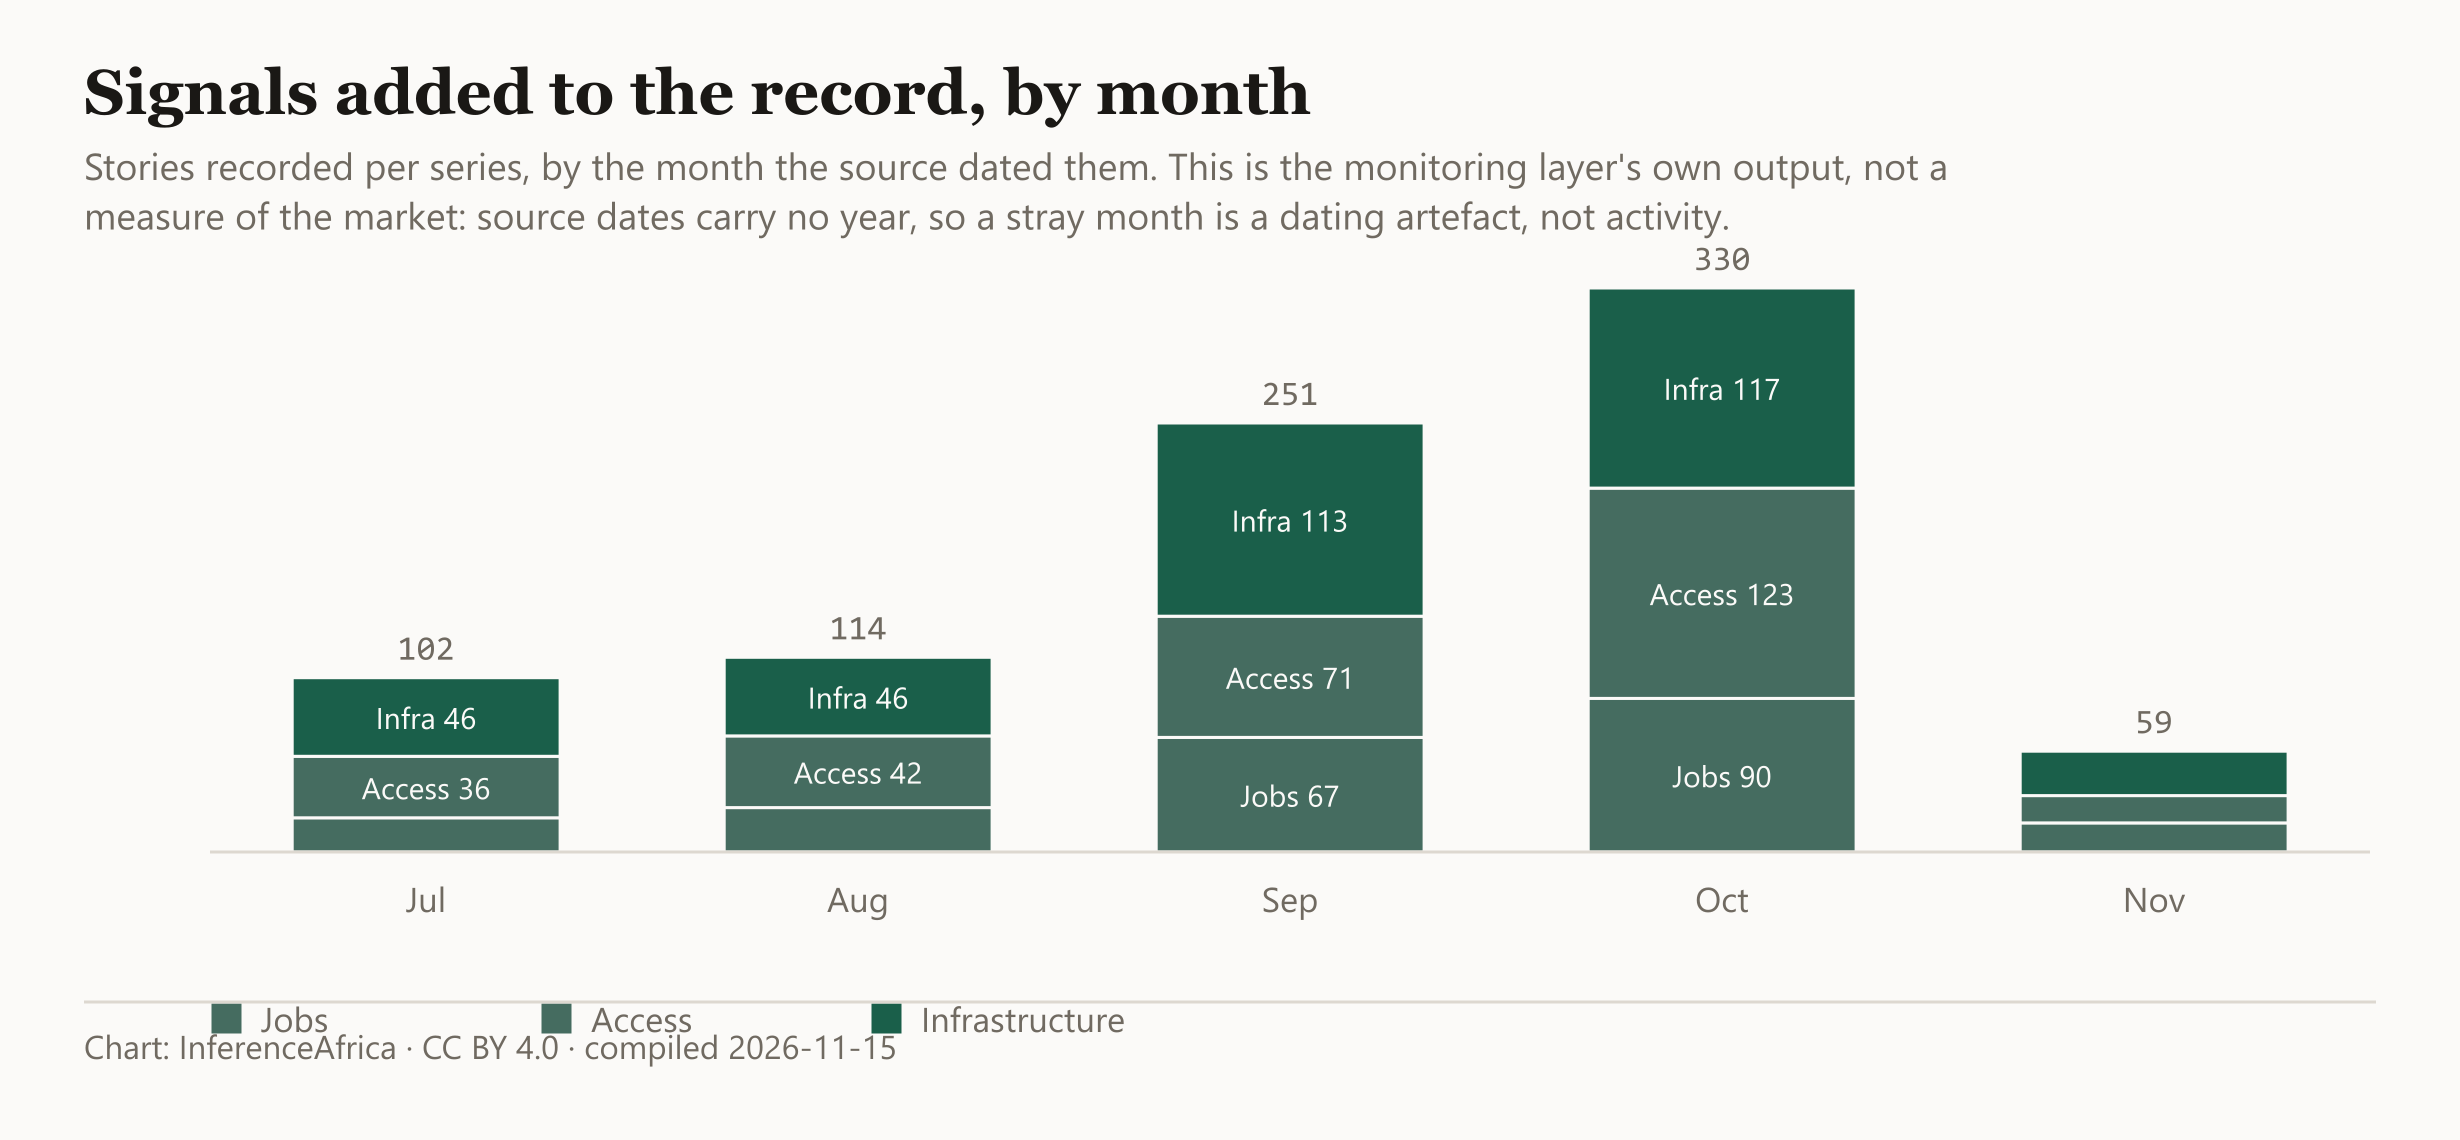 Signals added to the record, by month
Stories recorded per series, by the month the source dated them. This is the monitoring layer's own output, not a
measure of the market: source dates carry no year, so a stray month is a dating artefact, not activity.
330
Infra 117
251
Infra 113
Access 123
102
114
Infra 46
Infra 46
Access 71
Access 36
Access 42
Jobs 67
Jobs 90
59
Jul
Aug
Sep
Oct
Nov
Jobs
Access
Infrastructure
Chart: InferenceAfrica · CC BY 4.0 · compiled 2026-11-15